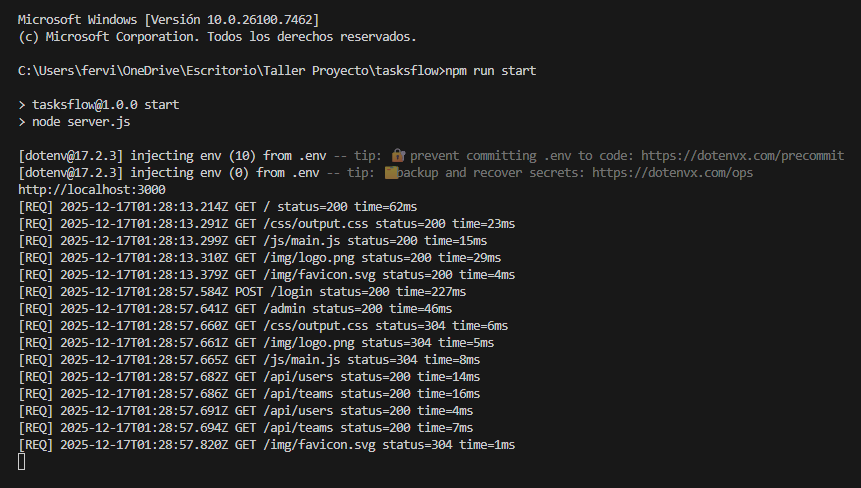 Microsoft Windows [Versión 10.0.26100.7462]
(c) Microsoft Corporation. Todos los derechos reservados.
C:\Users\fervi\OneDrive\Escritorio\Taller Proyecto\tasksflow>npm run start
> tasksflow@1.0.0 start
> node server.js
[dotenv@17.2.3] injecting env (10) from .env -- tip: 🔐 prevent committing .env to code: https://dotenvx.com/precommit
[dotenv@17.2.3] injecting env (0) from .env -- tip: 🗂️ backup and recover secrets: https://dotenvx.com/ops
http://localhost:3000
[REQ] 2025-12-17T01:28:13.214Z GET / status=200 time=62ms
[REQ] 2025-12-17T01:28:13.291Z GET /css/output.css status=200 time=23ms
[REQ] 2025-12-17T01:28:13.299Z GET /js/main.js status=200 time=15ms
[REQ] 2025-12-17T01:28:13.310Z GET /img/logo.png status=200 time=29ms
[REQ] 2025-12-17T01:28:13.379Z GET /img/favicon.svg status=200 time=4ms
[REQ] 2025-12-17T01:28:57.584Z POST /login status=200 time=227ms
[REQ] 2025-12-17T01:28:57.641Z GET /admin status=200 time=46ms
[REQ] 2025-12-17T01:28:57.660Z GET /css/output.css status=304 time=6ms
[REQ] 2025-12-17T01:28:57.661Z GET /img/logo.png status=304 time=5ms
[REQ] 2025-12-17T01:28:57.665Z GET /js/main.js status=304 time=8ms
[REQ] 2025-12-17T01:28:57.682Z GET /api/users status=200 time=14ms
[REQ] 2025-12-17T01:28:57.686Z GET /api/teams status=200 time=16ms
[REQ] 2025-12-17T01:28:57.691Z GET /api/users status=200 time=4ms
[REQ] 2025-12-17T01:28:57.694Z GET /api/teams status=200 time=7ms
[REQ] 2025-12-17T01:28:57.820Z GET /img/favicon.svg status=304 time=1ms